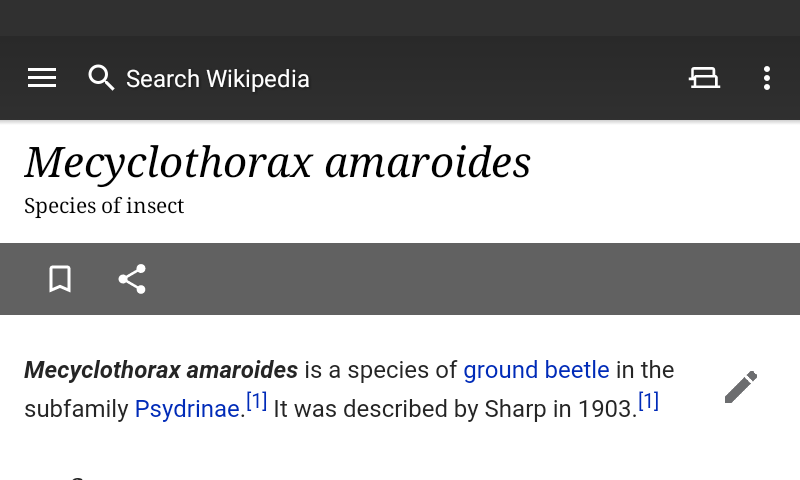 Search Wikipedia
Mecyclothorax amaroides
Species of insect
Mecyclothorax amaroides is a species of ground beetle in the
subfamily Psydrinae.[1] It was described by Sharp in 1903.[1]